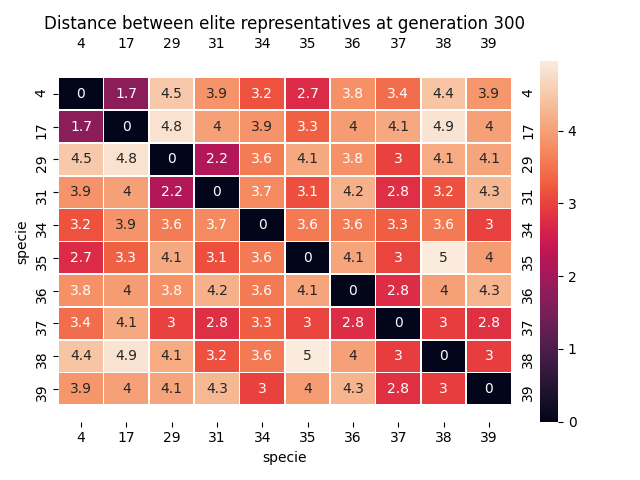 Distance between elite representatives at generation 300
4 17 29 31 34 35 36 37 38 39
4 0 1.7 4.5 3.9 3.2 2.7 3.8 3.4 4.4 3.9 4
17 1.7 0 4.8 4 3.9 3.3 4 4.1 4.9 4 17
29 4.5 4.8 0 2.2 3.6 4.1 3.8 3 4.1 4.1 29
31 3.9 4 2.2 0 3.7 3.1 4.2 2.8 3.2 4.3 31
34 3.2 3.9 3.6 3.7 0 3.6 3.6 3.3 3.6 3 34
35 2.7 3.3 4.1 3.1 3.6 0 4.1 3 5 4 35
36 3.8 4 3.8 4.2 3.6 4.1 0 2.8 4 4.3 36
37 3.4 4.1 3 2.8 3.3 3 2.8 0 3 2.8 37
38 4.4 4.9 4.1 3.2 3.6 5 4 3 0 3 38
39 3.9 4 4.1 4.3 3 4 4.3 2.8 3 0 39
4 17 29 31 34 35 36 37 38 39
specie
specie
4
3
2
1
0